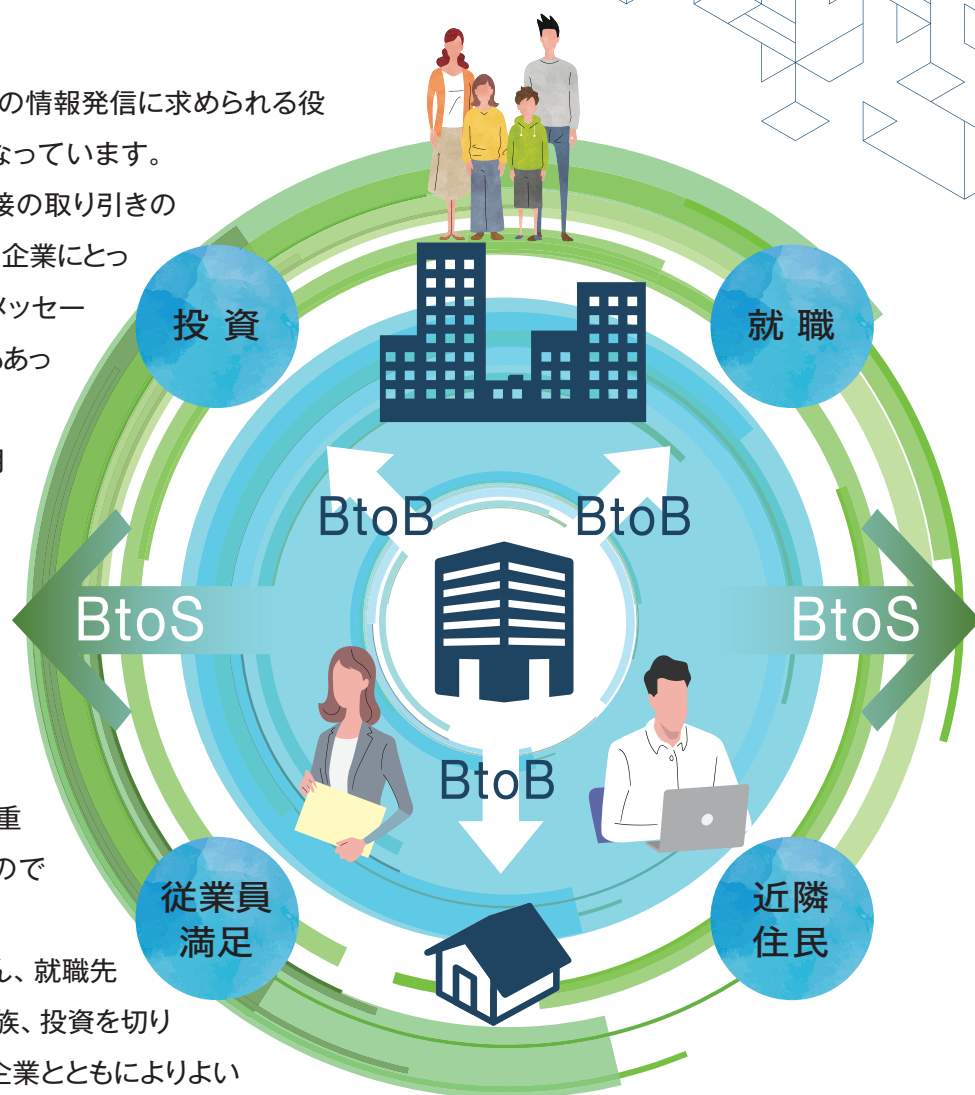 の情報発信に求められる役
なっています。
接の取り引きの
企業にとっ
メッセー
もあっ
重
ので
ん、就職先
族、投資を切り
企業とともによりよい
投資
就職
BtoB
BtoB
BtoS
BtoS
BtoB
従業員
満足
近隣
住民